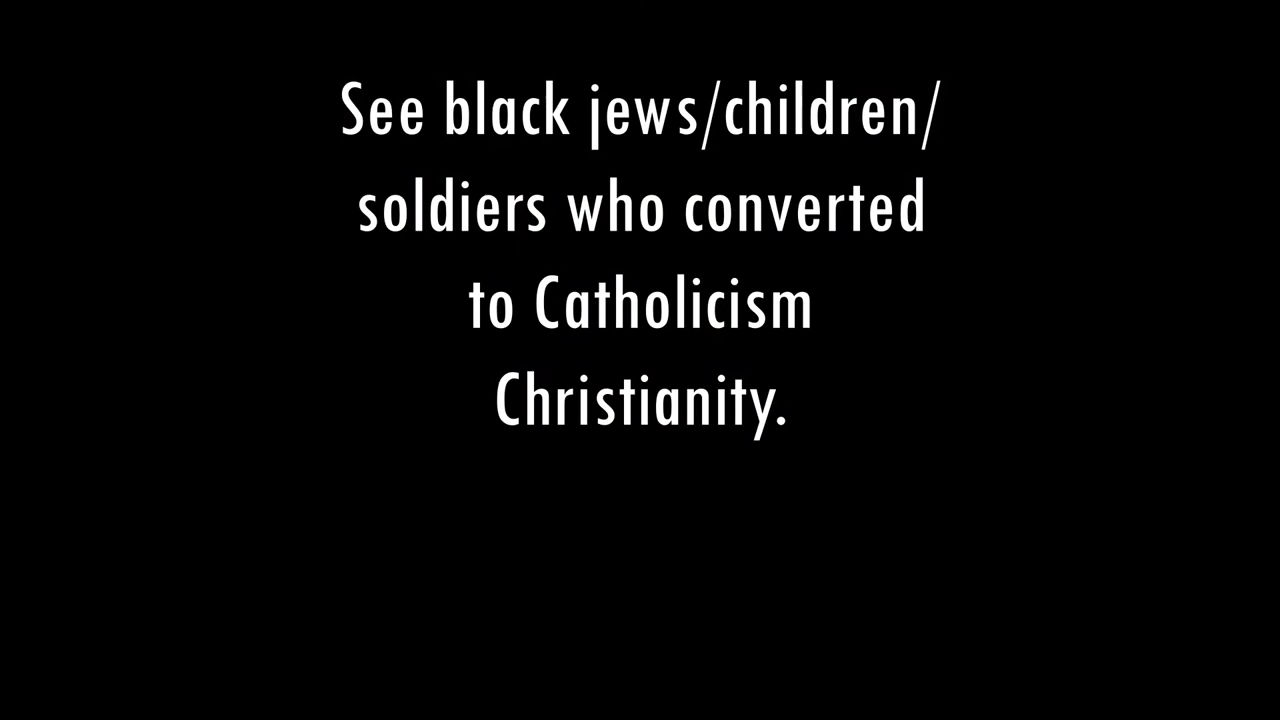 See black jews/children/
soldiers who converted
to Catholicism
Christianity.